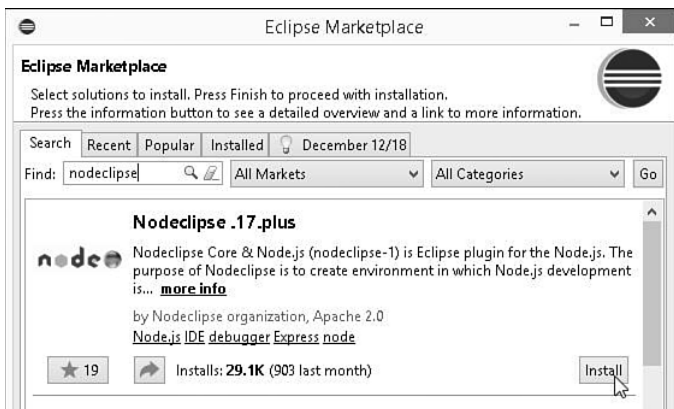 Eclipse Marketplace
Eclipse Marketplace
Select solutions to install. Press Finish to proceed with installation.
Press the information button to see a detailed overview and a link to more information.
Search Recent Popular Installed December 12/18
Find: nodeclipse All Markets All Categories Go
Nodeclipse .17.plus
node
Nodeclipse Core & Node.js (nodeclipse-1) is Eclipse plugin for the Node.js. The
purpose of Nodeclipse is to create environment in which Node.js development
is... more info
by Nodeclipse organization, Apache 2.0
Node.js IDE debugger Express node
19 Installs: 29.1K (903 last month) Install